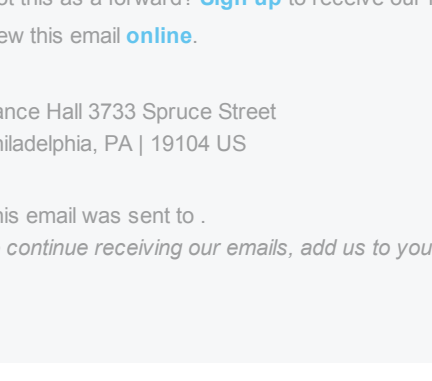 ot this as a forward? Sign up to receive our
ew this email online.
ance Hall 3733 Spruce Street
hiladelphia, PA | 19104 US
his email was sent to .
continue receiving our emails, add us to you